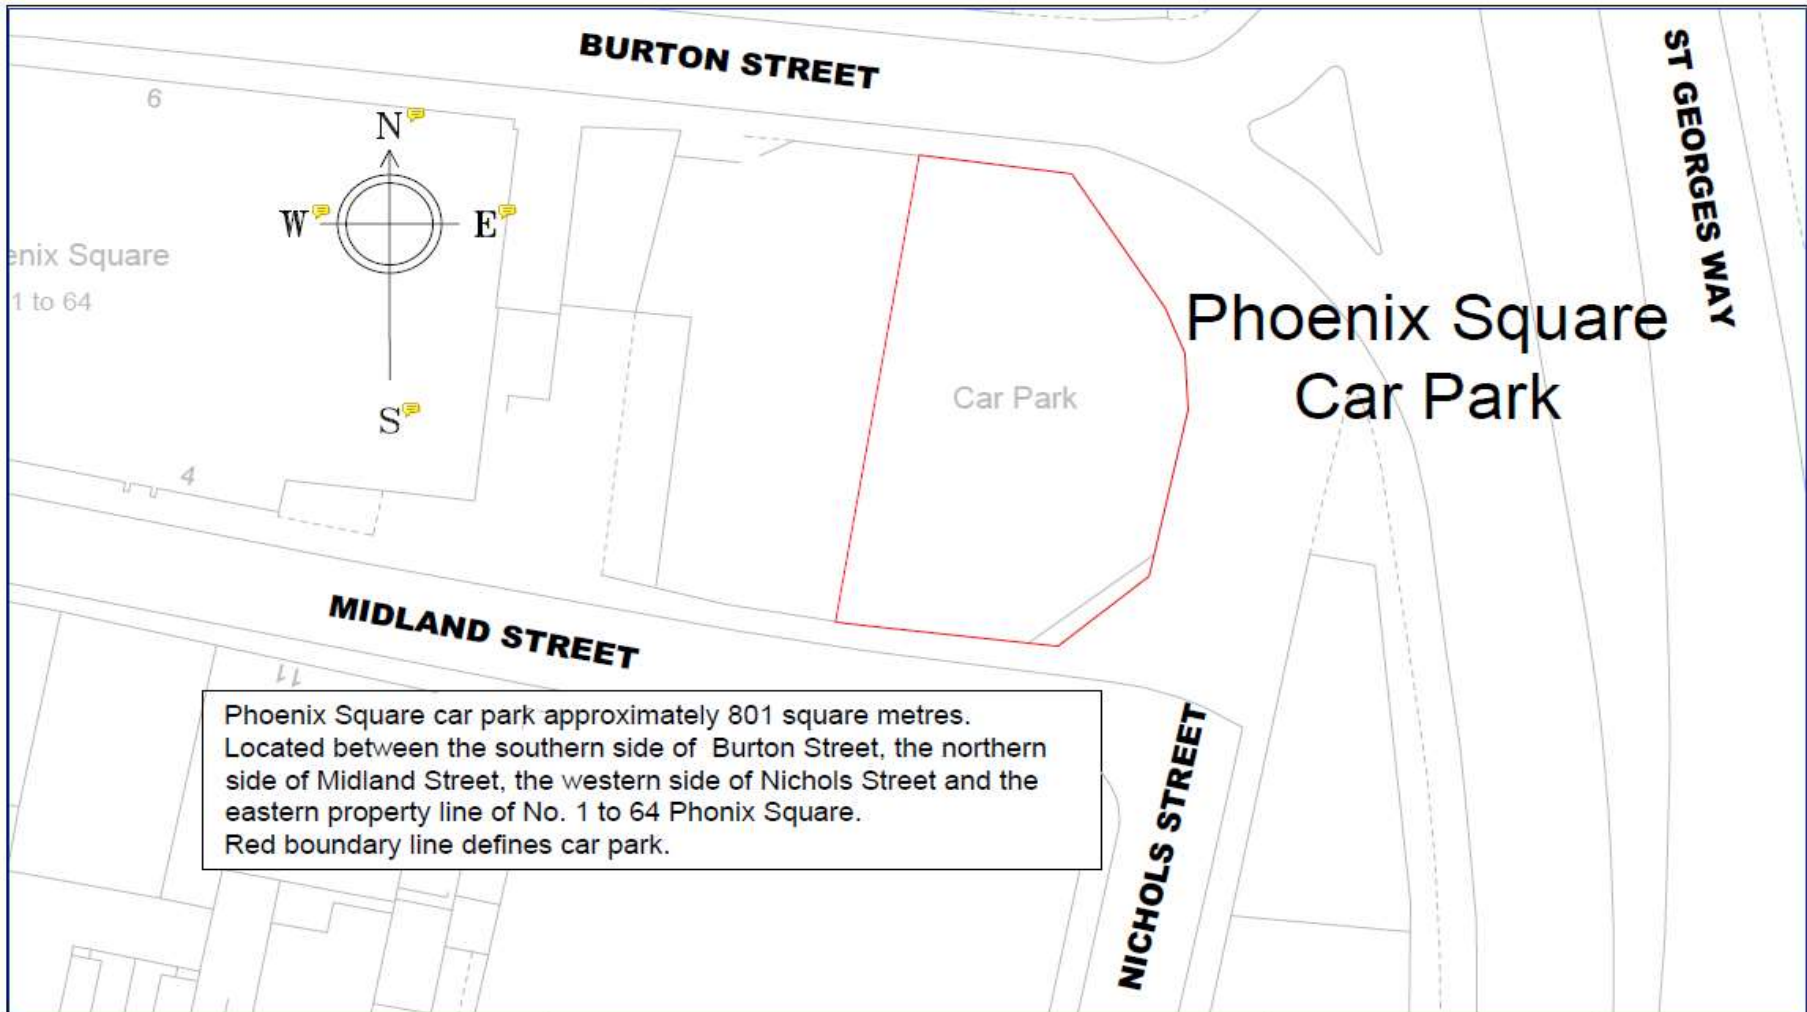 BURTON STREET
ST GEORGES WAY
6
N
W
E
S
enix Square
1 to 64
Phoenix Square
Car Park
Car Park
4
MIDLAND STREET
11
Phoenix Square car park approximately 801 square metres.
Located between the southern side of Burton Street, the northern
side of Midland Street, the western side of Nichols Street and the
eastern property line of No. 1 to 64 Phonix Square.
Red boundary line defines car park.
NICHOLS STREET